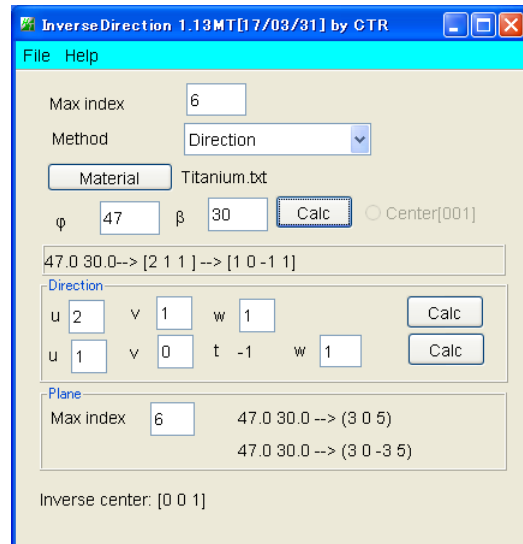 InverseDirection 1.13MT[17/03/31] by CTR
File Help
Max index 6
Method Direction
Material Titanium.txt
φ 47 β 30 Calc Center[001]
47.0 30.0--> [2 1 1 ] --> [1 0 -1 1]
Direction
u 2 v 1 w 1 Calc
u 1 v 0 t -1 w 1 Calc
Plane
Max index 6 47.0 30.0 --> (3 0 5)
47.0 30.0 --> (3 0 -3 5)
Inverse center: [0 0 1]